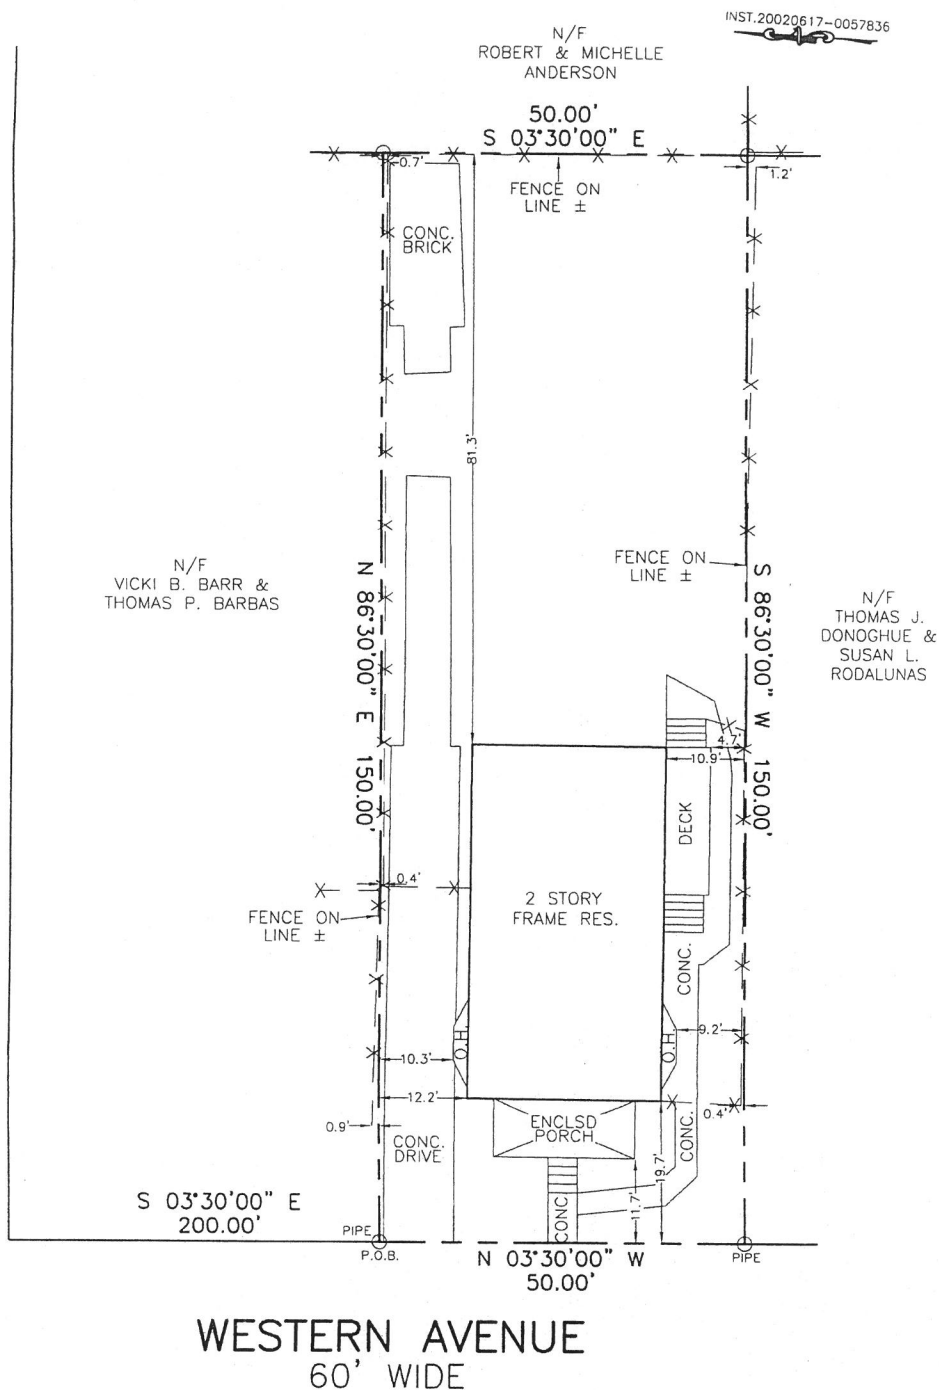 INST.20020617-0057836
N/F
ROBERT & MICHELLE
ANDERSON
50.00'
S 03°30'00" E
0.7'
1.2'
FENCE ON
LINE ±
CONC.
BRICK
81.3'
N/F
VICKI B. BARR &
THOMAS P. BARBAS
N 86°30'00" E 150.00'
FENCE ON
LINE ±
S 86°30'00" W 150.00'
N/F
THOMAS J.
DONOGHUE &
SUSAN L.
RODALUNAS
4.7'
10.9'
DECK
0.4'
2 STORY
FRAME RES.
FENCE ON
LINE ±
CONC.
O.H.
O.H.
9.2'
10.3'
12.2'
0.4'
0.9'
ENCLSD
PORCH
CONC.
DRIVE
CONC.
19.7'
11.7'
CONC.
S 03°30'00" E
200.00'
PIPE
P.O.B.
N 03°30'00" W
50.00'
PIPE
WESTERN AVENUE
60' WIDE